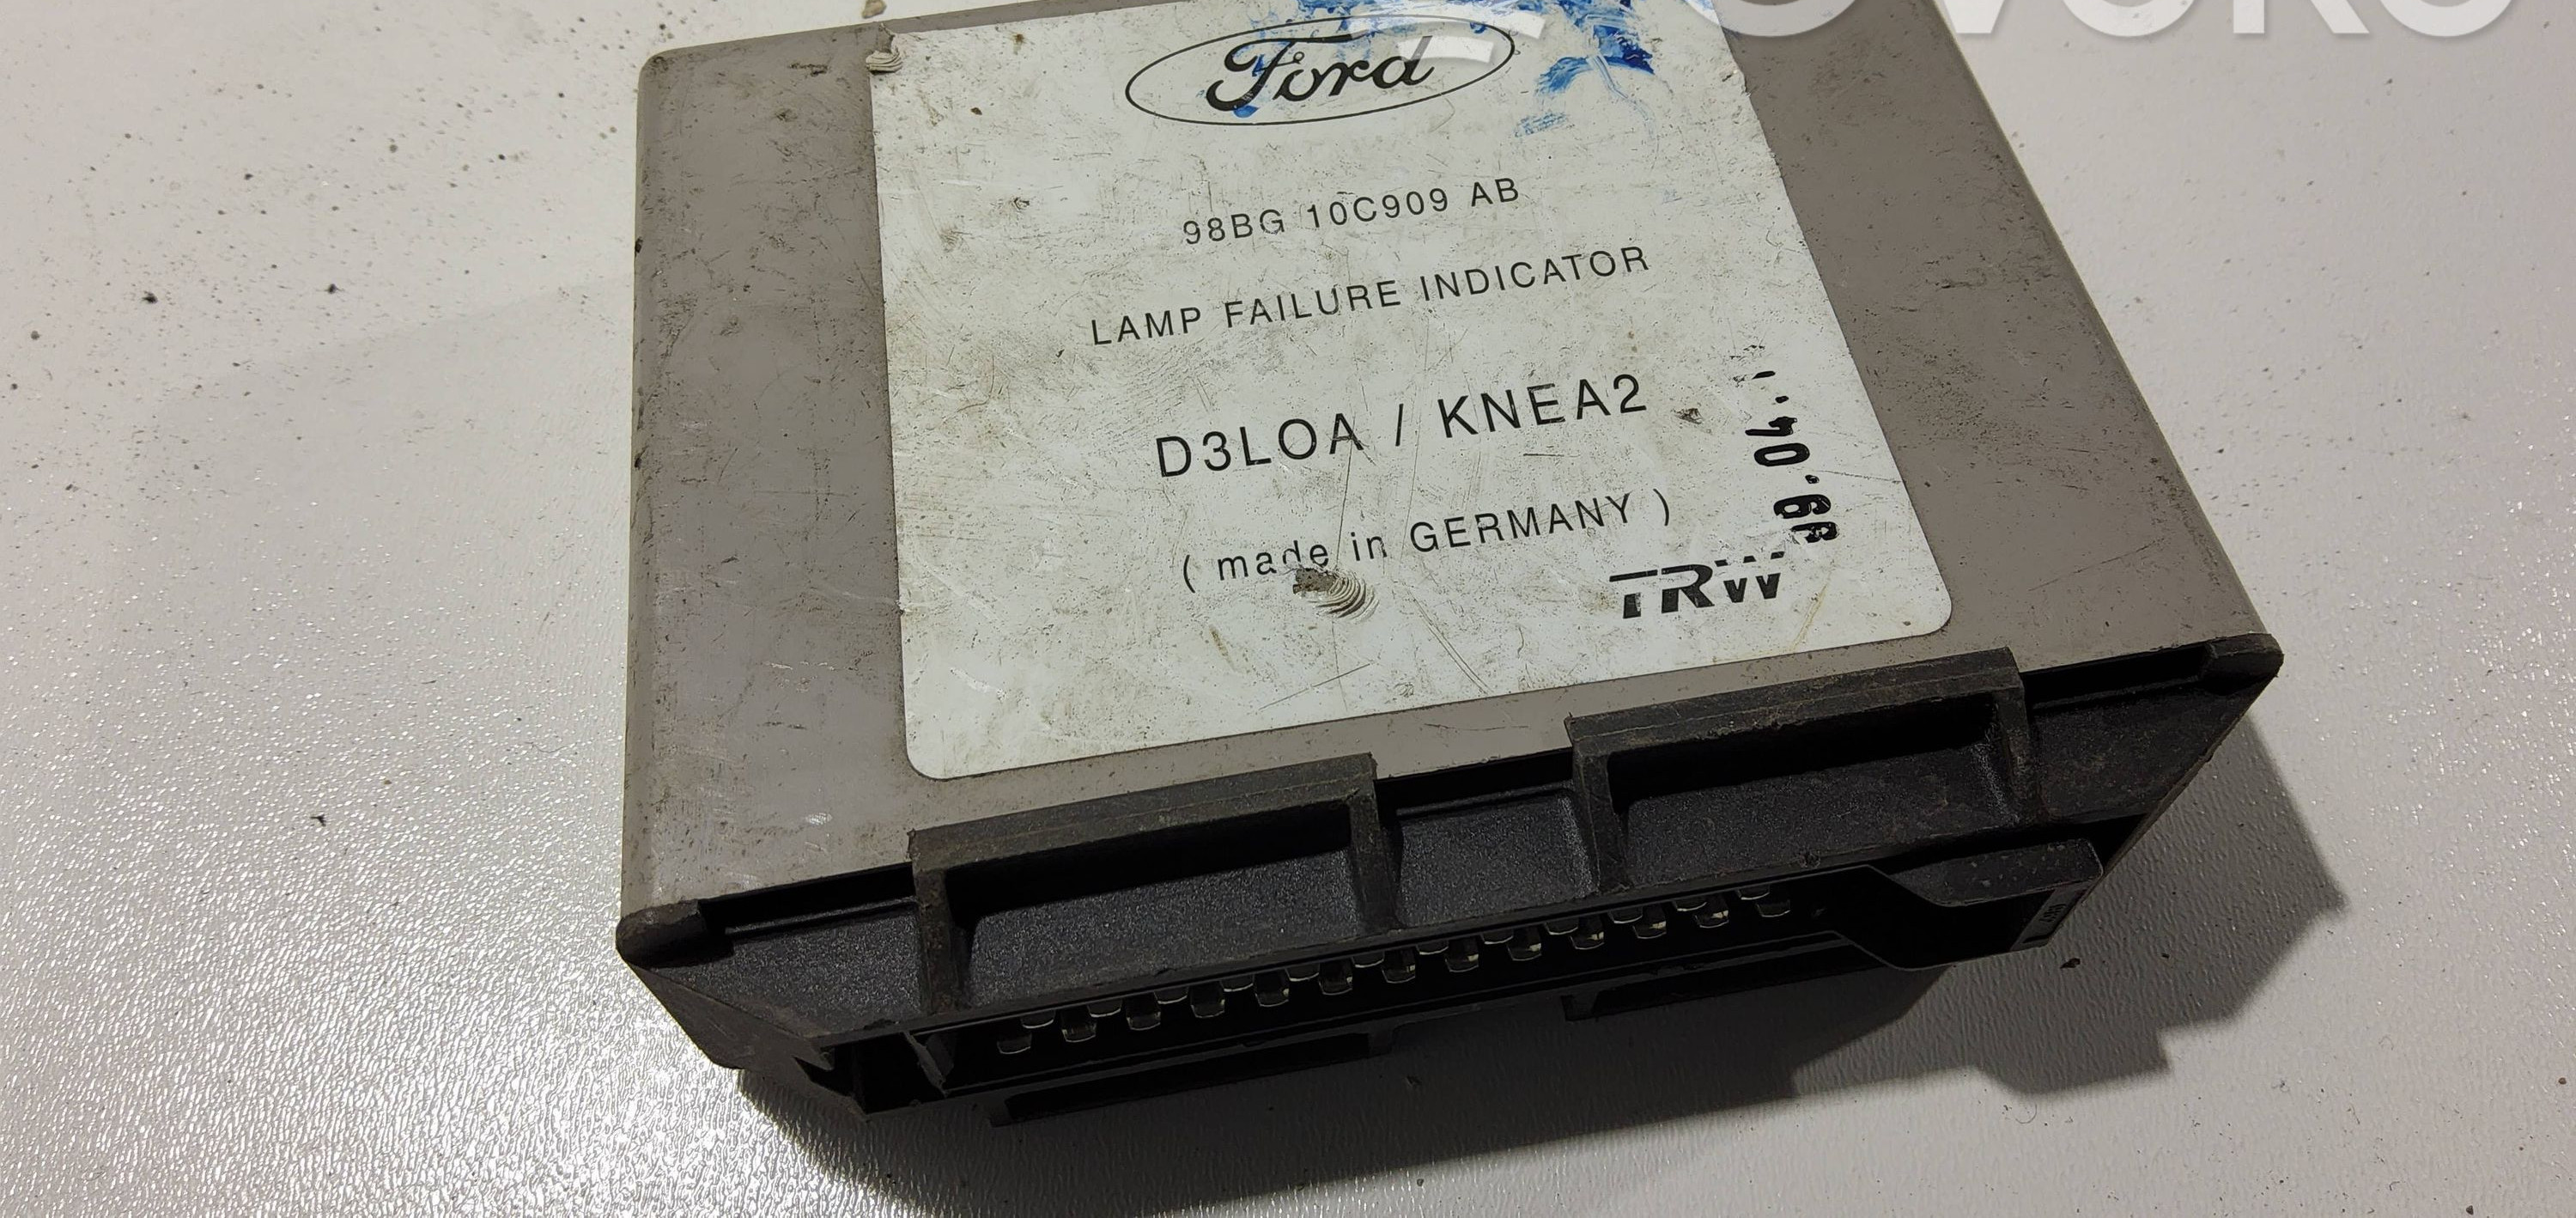 Ford
98BG 10C909 AB
LAMP FAILURE INDICATOR
D3LOA / KNEA2
( made in GERMANY )
TRW